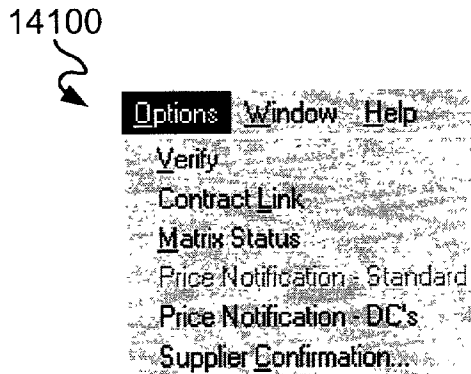 14100
Options Window Help
Verify
Contract Link
Matrix Status
Price Notification - Standard
Price Notification - DC's
Supplier Confirmation...